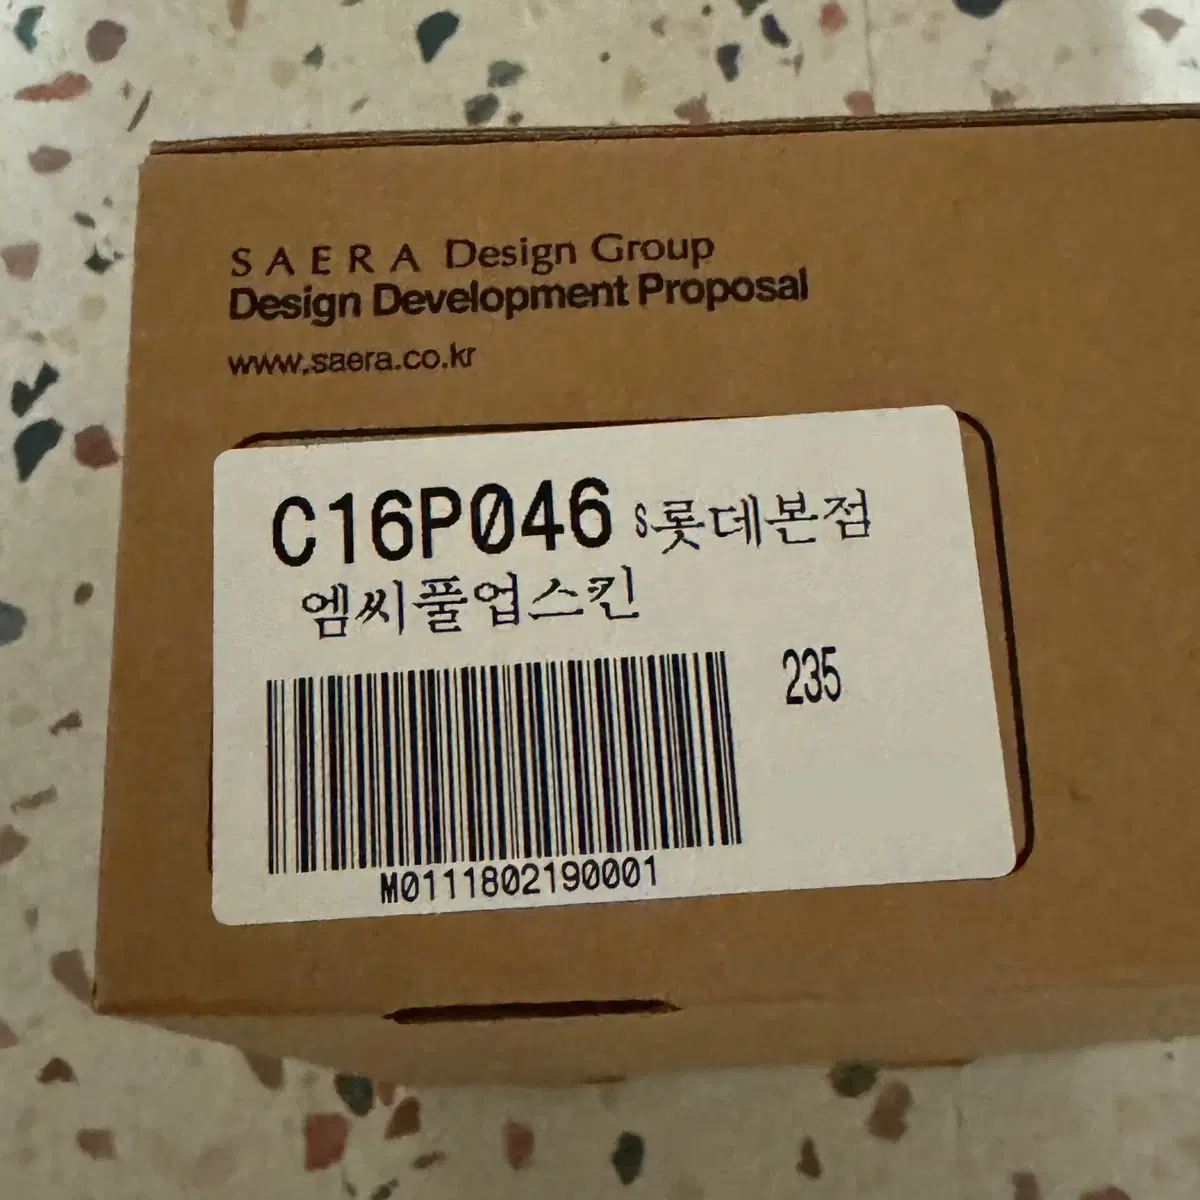 SAERA Design Group
Design Development Proposal
www.saera.co.kr
C16P046 S롯데본점
엠씨풀업스킨
235
M0111802190001